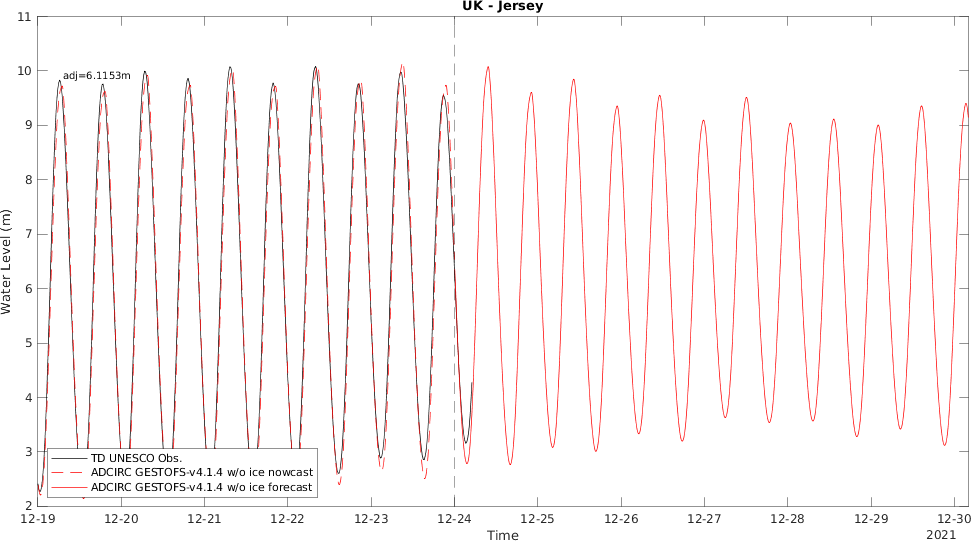 UK - Jersey
11
10
9
8
7
6
5
4
3
2
Water Level (m)
adj=6.1153m
TD UNESCO Obs.
ADCIRC GESTOFS-v4.1.4 w/o ice nowcast
ADCIRC GESTOFS-v4.1.4 w/o ice forecast
12-19 12-20 12-21 12-22 12-23 12-24 12-25 12-26 12-27 12-28 12-29 12-30
Time
2021